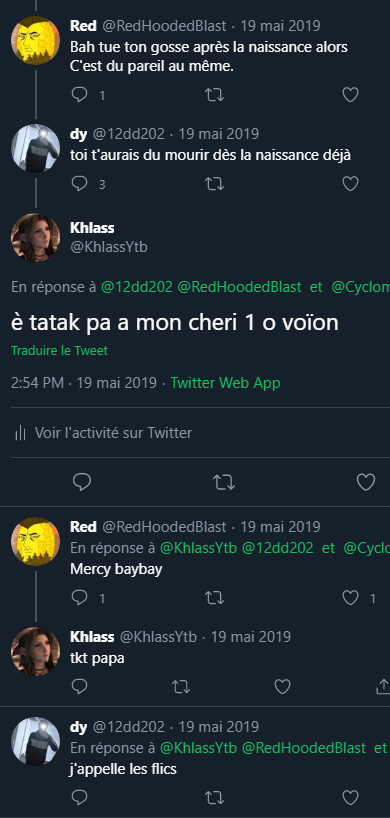 Red @RedHoodedBlast · 19 mai 2019
Bah tue ton gosse après la naissance alors
C'est du pareil au même.
1
dy @12dd202 · 19 mai 2019
toi t'aurais du mourir dès la naissance déjà
3
Khlass
@KhlassYtb
En réponse à @12dd202 @RedHoodedBlast et @Cyclom
è tatak pa a mon cheri 1 o voïon
Traduire le Tweet
2:54 PM · 19 mai 2019 · Twitter Web App
Voir l'activité sur Twitter
Red @RedHoodedBlast · 19 mai 2019
En réponse à @KhlassYtb @12dd202 et @Cyclo
Mercy baybay
1 1
Khlass @KhlassYtb · 19 mai 2019
tkt papa
dy @12dd202 · 19 mai 2019
En réponse à @KhlassYtb @RedHoodedBlast et
j'appelle les flics